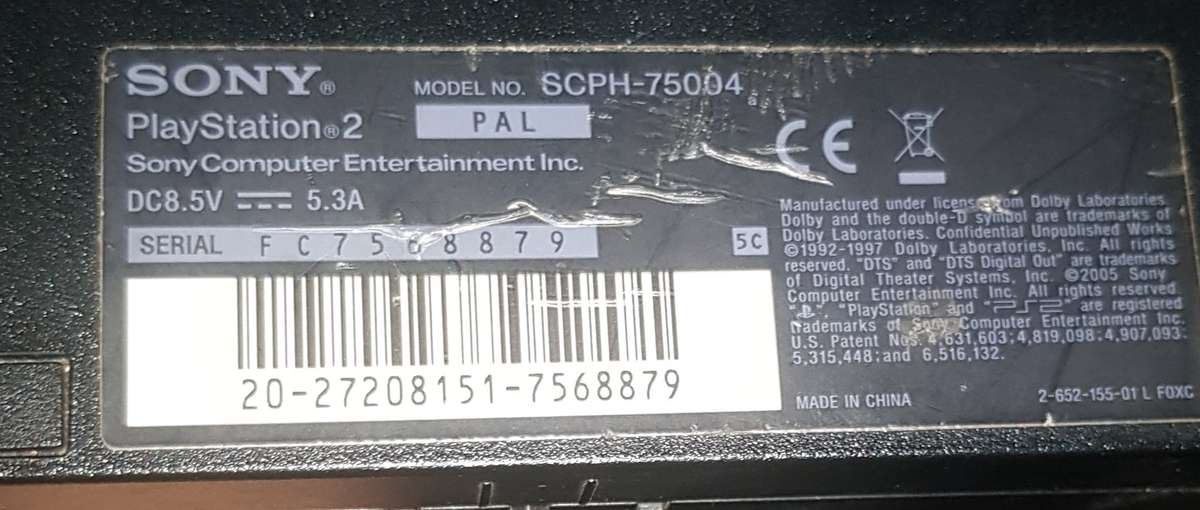 SONY®
MODEL NO. SCPH-75004
a
PlayStation®2
PAL
Sony Computer Entertainment Inc.
DC8.5V 5.3A
SERIAL FC7568879
5C
20-27208151-7568879
CE
Manufactured under license from Dolby Laboratories.
Dolby and the double-D symbol are trademarks of
Dolby Laboratories. Confidential Unpublished Works
©1992-1997 Dolby Laboratories, Inc. All rights
reserved. "DTS" and "DTS Digital Out" are trademarks
of Digital Theater Systems, Inc. ©2005 Sony
Computer Entertainment Inc. All rights reserved
"PlayStation" and "PS2" are registered
trademarks of Sony Computer Entertainment Inc.
U.S. Patent Nos. 4,631,603;4,819,098;4,907,093;
5,315,448;and 6,516,132.
MADE IN CHINA
2-652-155-01 L FOXC